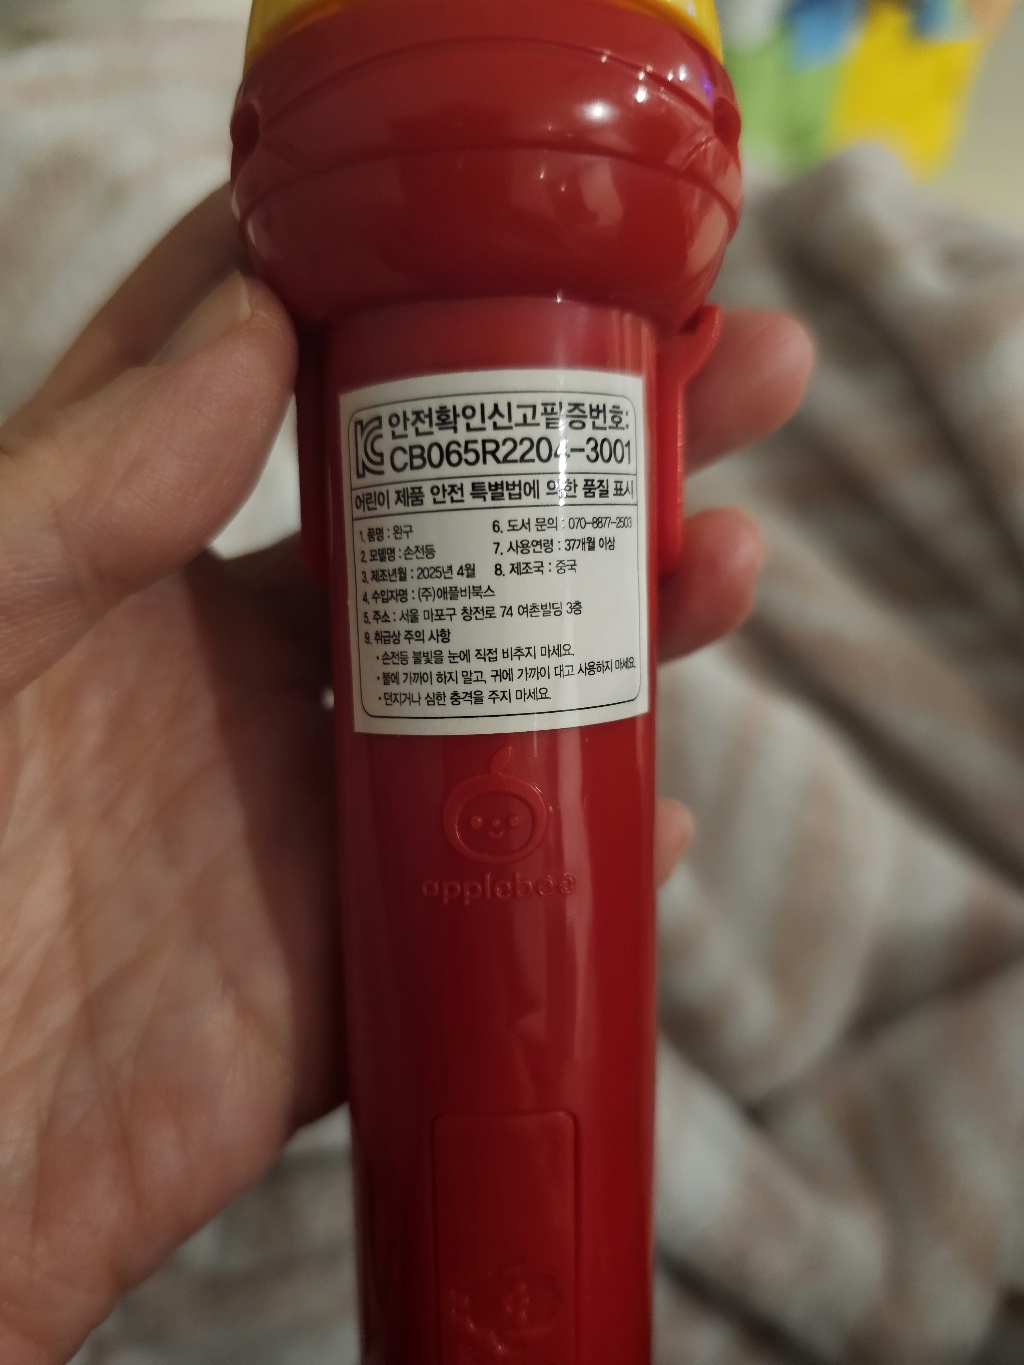 안전확인신고필증번호:
CB065R2204-3001
어린이 제품 안전 특별법에 의한 품질 표시
1. 품명 : 완구
2. 모델명 : 손전등
3. 제조년월 : 2025년 4월
4. 수입자명 : (주)애플비북스
5. 주소 : 서울 마포구 창전로 74 여촌빌딩 3층
6. 도서 문의 : 070-8877-2503
7. 사용연령 : 37개월 이상
8. 제조국 : 중국
9. 취급상 주의 사항
• 손전등 불빛을 눈에 직접 비추지 마세요.
• 불에 가까이 하지 말고, 귀에 가까이 대고 사용하지 마세요.
• 던지거나 심한 충격을 주지 마세요.
applebee